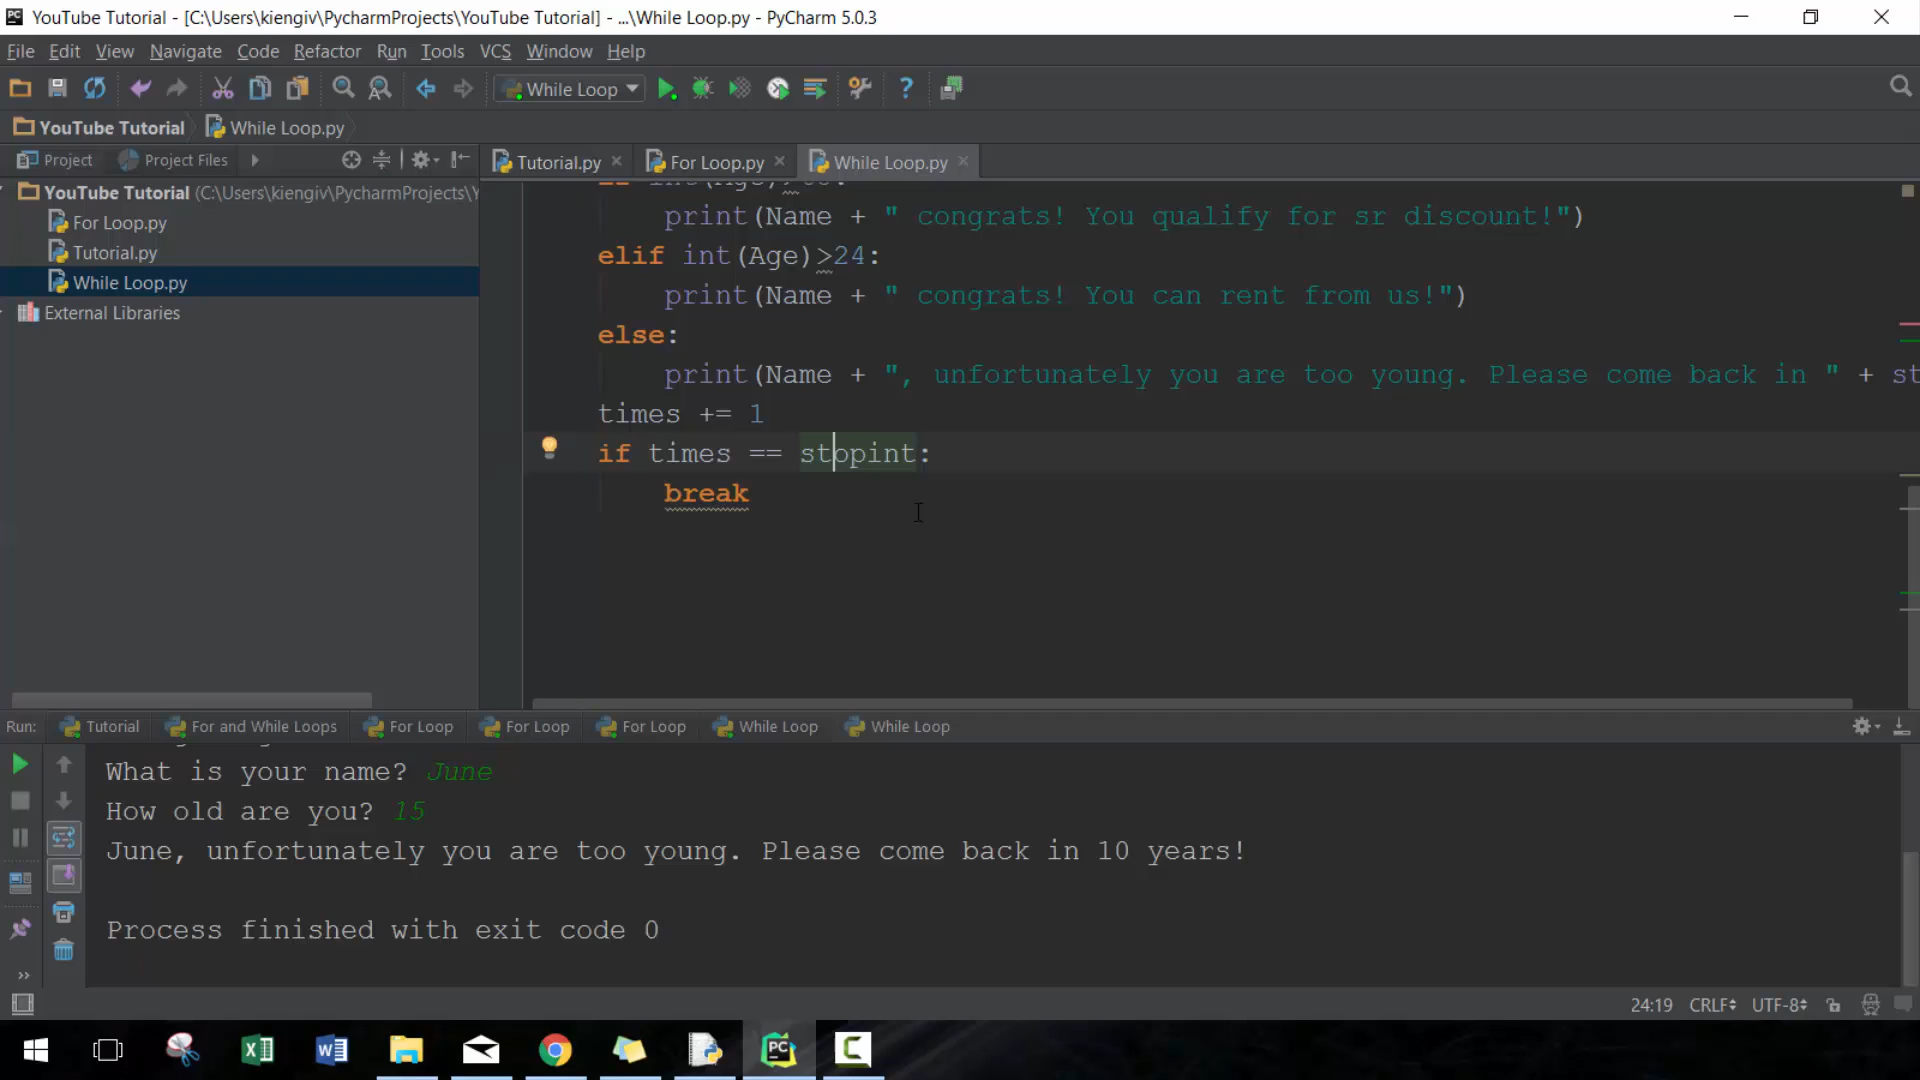 YouTube Tutorial - [C:\Users\kiengiv\PycharmProjects\YouTube Tutorial] - ...\While Loop.py - PyCharm 5.0.3
File Edit View Navigate Code Refactor Run Tools VCS Window Help
While Loop
YouTube Tutorial While Loop.py
Project Project Files
Tutorial.py For Loop.py While Loop.py
YouTube Tutorial (C:\Users\kiengiv\PycharmProjects\Y
For Loop.py
Tutorial.py
While Loop.py
External Libraries
print(Name + " congrats! You qualify for sr discount!")
elif int(Age)>24:
print(Name + " congrats! You can rent from us!")
else:
print(Name + ", unfortunately you are too young. Please come back in " + st
times += 1
if times == stopint:
break
Run: Tutorial For and While Loops For Loop For Loop For Loop While Loop While Loop
What is your name? June
How old are you? 15
June, unfortunately you are too young. Please come back in 10 years!
Process finished with exit code 0
24:19 CRLF UTF-8